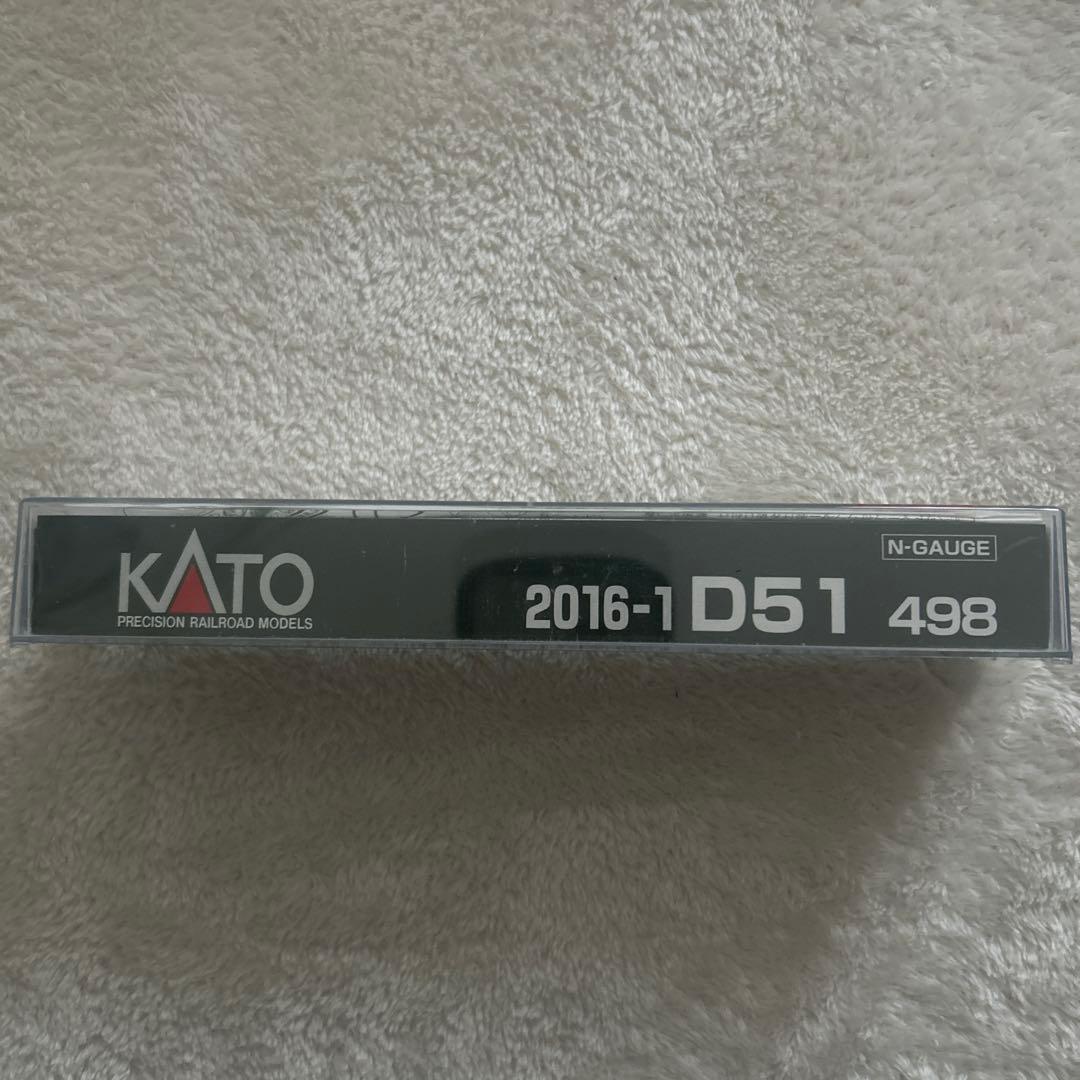 KATO
PRECISION RAILROAD MODELS
N-GAUGE
2016-1 D51 498